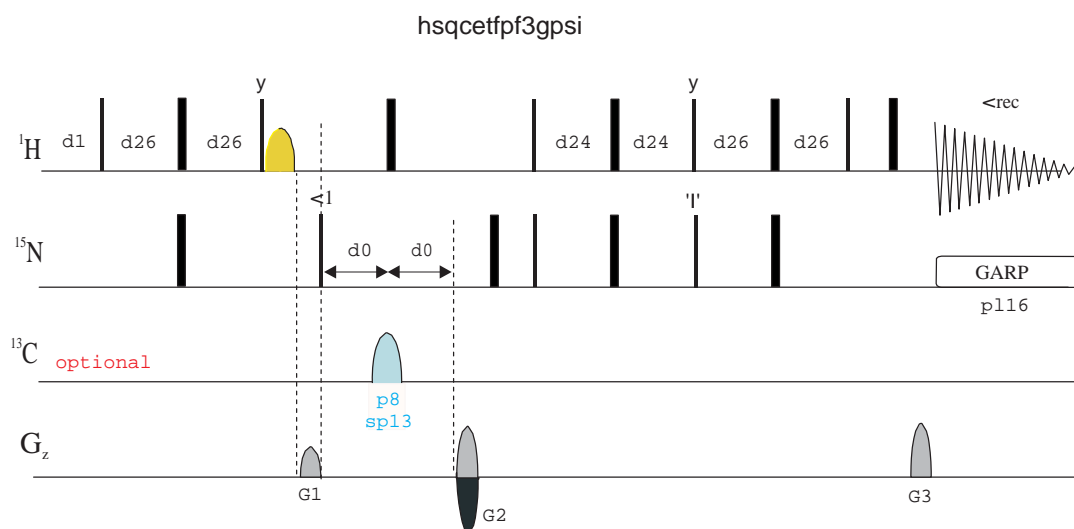 hsqcetfpf3gpsi
y y <rec
¹H d1 d26 d26 d24 d24 d26 d26
<1 'I'
¹⁵N d0 d0 GARP
pl16
¹³C optional
p8
sp13
G_z
G1 G2 G3